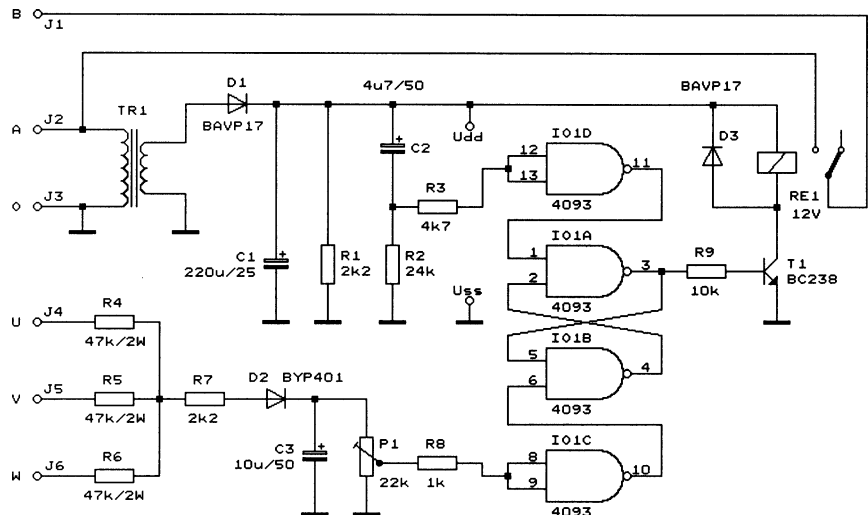 B J1
D1 4u7/50 BAVP17
TR1
A J2 BAVP17 Udd IO1D D3
C2 12 11
13
R3
O J3 4093 RE1
4k7 12V
IO1A
C1 R1 R2 1 R9 T1
220u/25 2k2 24k 2 3 BC238
Uss 10k
R4 4093
U J4 IO1B
47k/2W 5
R5 R7 D2 BYP401 6 4
V J5
47k/2W 2k2 4093
C3 P1 R8 IO1C
R6 10u/50 8
W J6 22k 1k 9 10
47k/2W 4093